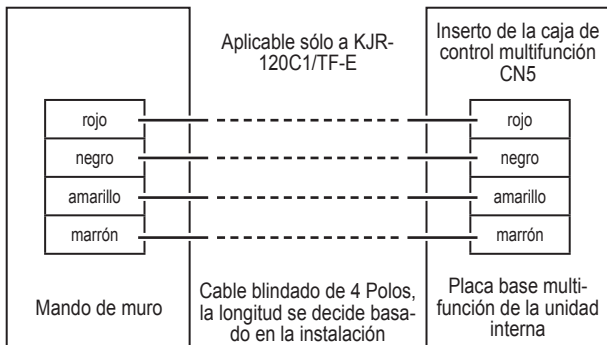 Aplicable sólo a KJR-
120C1/TF-E
Inserto de la caja de
control multifunción
CN5
rojo
negro
amarillo
marrón
rojo
negro
amarillo
marrón
Mando de muro
Cable blindado de 4 Polos,
la longitud se decide basa-
do en la instalación
Placa base multi-
función de la unidad
interna